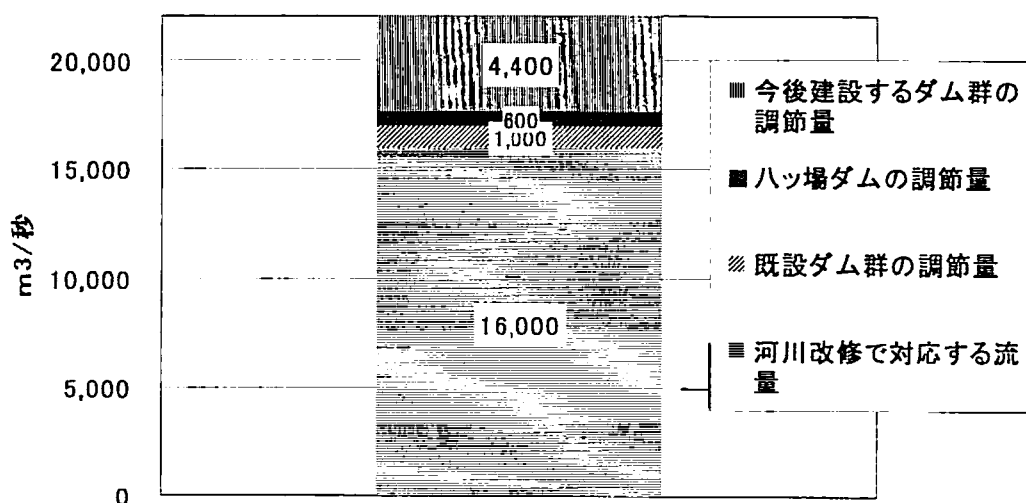 20,000
15,000
10,000
5,000
0
m3/秒
4,400
600
1,000
16,000
今後建設するダム群の
調節量
八ッ場ダムの調節量
既設ダム群の調節量
河川改修で対応する流
量